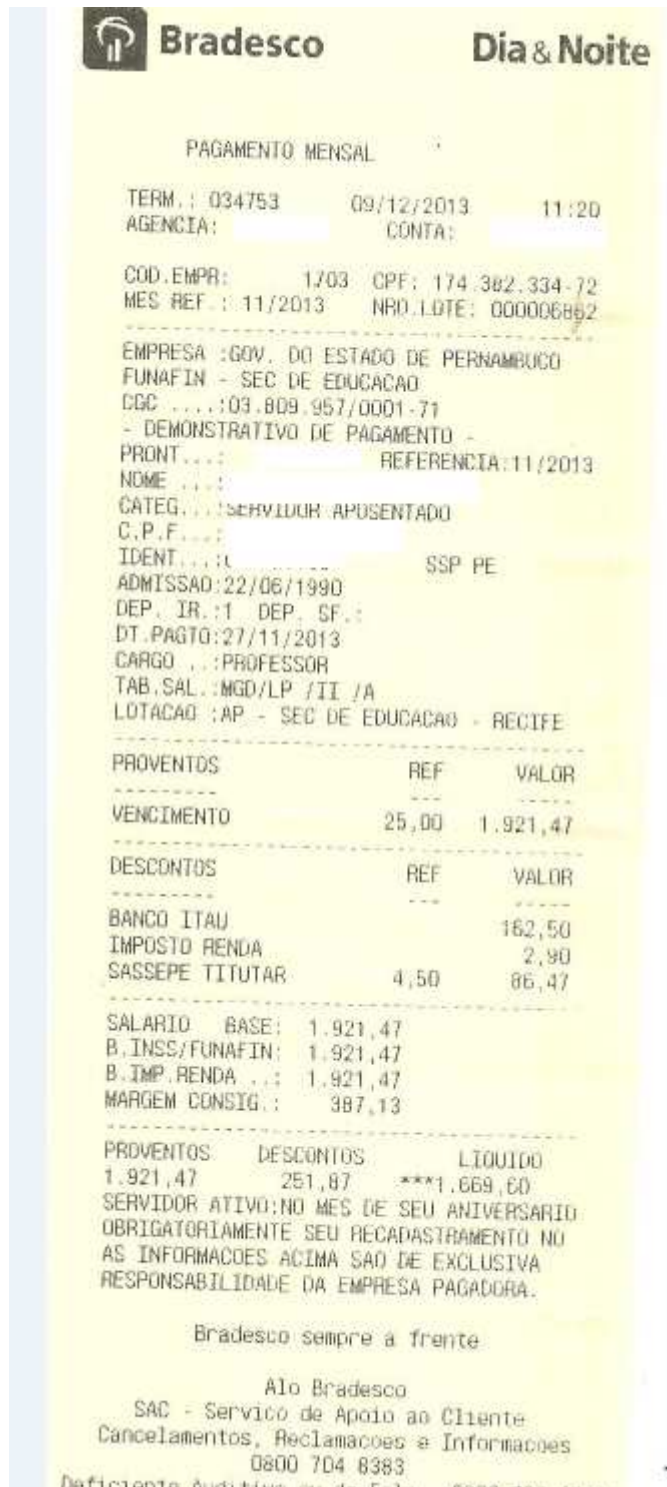 Bradesco Dia & Noite
PAGAMENTO MENSAL
TERM.: 034753 09/12/2013 11:20
AGENCIA: CONTA:
COD.EMPR: 1703 CPF: 174.382.334-72
MES REF.: 11/2013 NRO.LOTE: 000006862
EMPRESA :GOV. DO ESTADO DE PERNAMBUCO
FUNAFIN - SEC DE EDUCACAO
CGC ....:03.809.957/0001-71
- DEMONSTRATIVO DE PAGAMENTO -
PRONT...: REFERENCIA:11/2013
NOME ...:
CATEG...:SERVIDOR APOSENTADO
C.P.F...:
IDENT...: SSP PE
ADMISSAO:22/06/1990
DEP. IR.:1 DEP. SF.:
DT.PAGTO:27/11/2013
CARGO ..:PROFESSOR
TAB.SAL.:MGD/LP /II /A
LOTACAO :AP - SEC DE EDUCACAO - RECIFE
PROVENTOS REF VALOR
VENCIMENTO 25,00 1.921,47
DESCONTOS REF VALOR
BANCO ITAU 162,50
IMPOSTO RENDA 2,90
SASSEPE TITUTAR 4,50 86,47
SALARIO BASE: 1.921,47
B.INSS/FUNAFIN: 1.921,47
B.IMP.RENDA ..: 1.921,47
MARGEM CONSIG.: 387,13
PROVENTOS DESCONTOS LIQUIDO
1.921,47 251,87 ***1.669,60
SERVIDOR ATIVO:NO MES DE SEU ANIVERSARIO
OBRIGATORIAMENTE SEU RECADASTRAMENTO NO
AS INFORMACOES ACIMA SAO DE EXCLUSIVA
RESPONSABILIDADE DA EMPRESA PAGADORA.
Bradesco sempre a frente
Alo Bradesco
SAC - Servico de Apoio ao Cliente
Cancelamentos, Reclamacoes e Informacoes
0800 704 8383
Deficiente Auditivo ou de